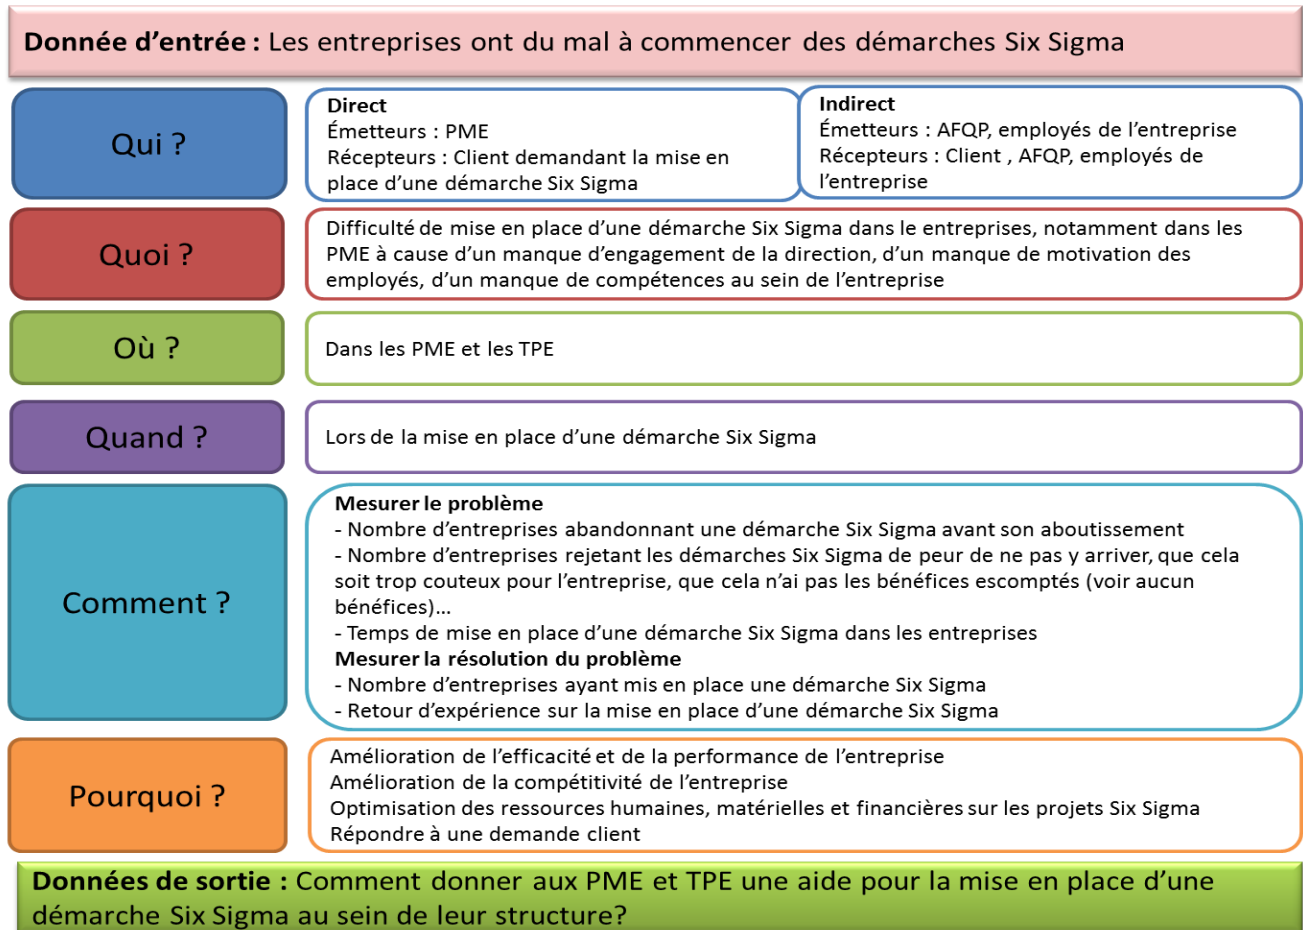 Donnée d'entrée : Les entreprises ont du mal à commencer des démarches Six Sigma
Qui ?
Direct
Émetteurs : PME
Récepteurs : Client demandant la mise en
place d'une démarche Six Sigma
Indirect
Émetteurs : AFQP, employés de l'entreprise
Récepteurs : Client , AFQP, employés de
l'entreprise
Quoi ?
Difficulté de mise en place d'une démarche Six Sigma dans le entreprises, notamment dans les
PME à cause d'un manque d'engagement de la direction, d'un manque de motivation des
employés, d'un manque de compétences au sein de l'entreprise
Où ?
Dans les PME et les TPE
Quand ?
Lors de la mise en place d'une démarche Six Sigma
Comment ?
Mesurer le problème
- Nombre d'entreprises abandonnant une démarche Six Sigma avant son aboutissement
- Nombre d'entreprises rejetant les démarches Six Sigma de peur de ne pas y arriver, que cela
soit trop couteux pour l'entreprise, que cela n'ai pas les bénéfices escomptés (voir aucun
bénéfices)…
- Temps de mise en place d'une démarche Six Sigma dans les entreprises
Mesurer la résolution du problème
- Nombre d'entreprises ayant mis en place une démarche Six Sigma
- Retour d'expérience sur la mise en place d'une démarche Six Sigma
Pourquoi ?
Amélioration de l'efficacité et de la performance de l'entreprise
Amélioration de la compétitivité de l'entreprise
Optimisation des ressources humaines, matérielles et financières sur les projets Six Sigma
Répondre à une demande client
Données de sortie : Comment donner aux PME et TPE une aide pour la mise en place d'une
démarche Six Sigma au sein de leur structure?